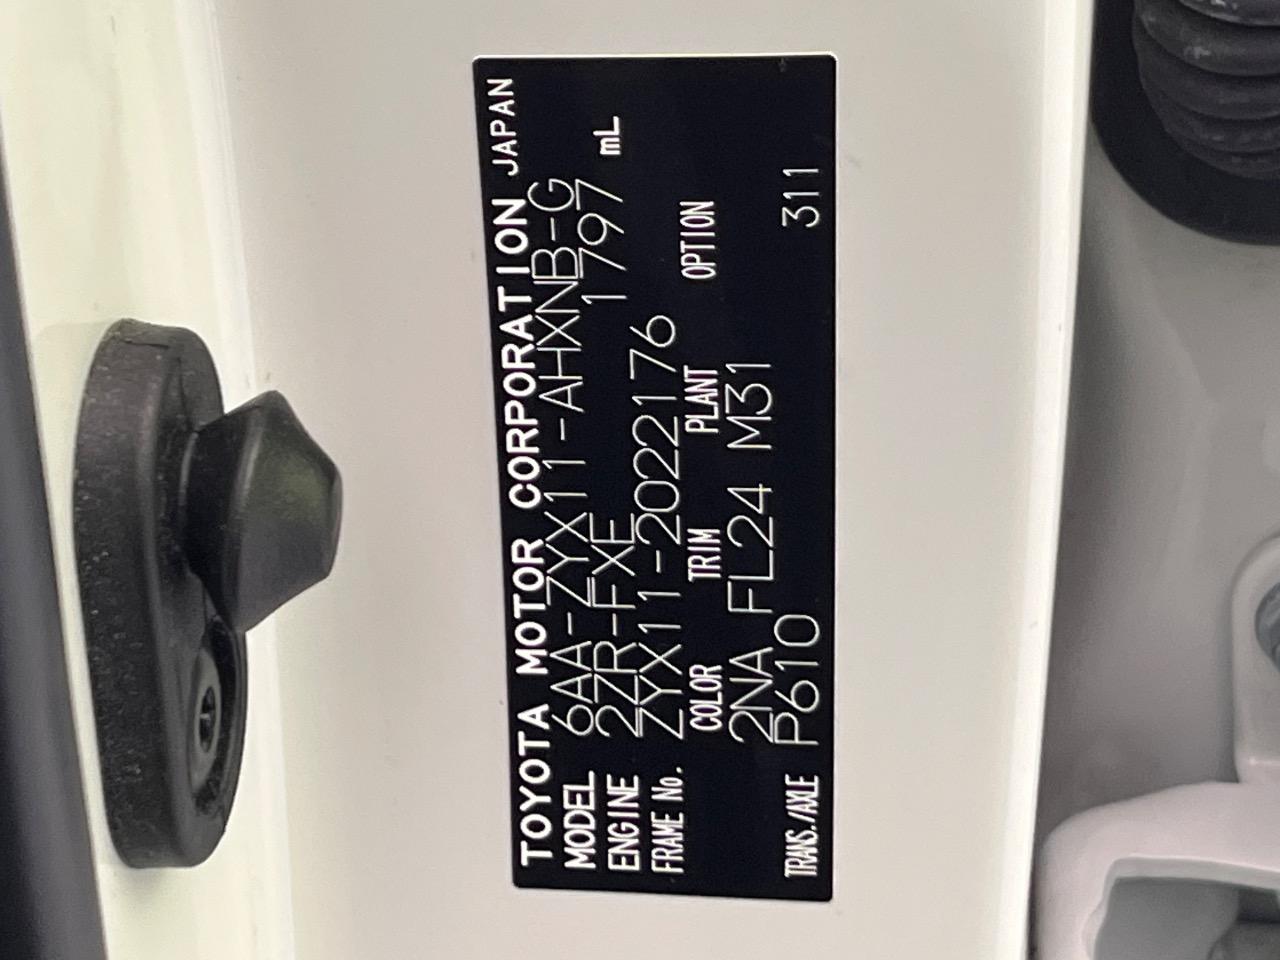 TOYOTA MOTOR CORPORATION JAPAN
MODEL 6AA-ZYX11-AHXNB-G
ENGINE 2ZR-FXE 1797 mL
FRAME No. ZYX11-2022176
COLOR TRIM PLANT OPTION
2NA FL24 M31
TRANS./AXLE P610 311